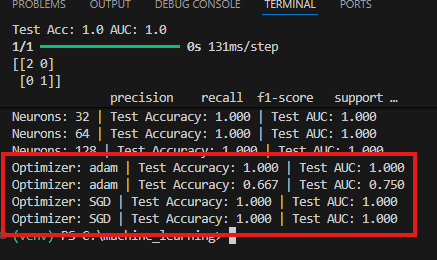 PROBLEMS OUTPUT DEBUG CONSOLE TERMINAL PORTS
Test Acc: 1.0 AUC: 1.0
1/1 ━━━━━━━━━━━━━━━━━━━━ 0s 131ms/step
[[2 0]
[0 1]]
precision recall f1-score support …
Neurons: 32 | Test Accuracy: 1.000 | Test AUC: 1.000
Neurons: 64 | Test Accuracy: 1.000 | Test AUC: 1.000
Neurons: 128 | Test Accuracy: 1.000 | Test AUC: 1.000
Optimizer: adam | Test Accuracy: 1.000 | Test AUC: 1.000
Optimizer: adam | Test Accuracy: 0.667 | Test AUC: 0.750
Optimizer: SGD | Test Accuracy: 1.000 | Test AUC: 1.000
Optimizer: SGD | Test Accuracy: 1.000 | Test AUC: 1.000
(venv) PS C:\machine_learning>